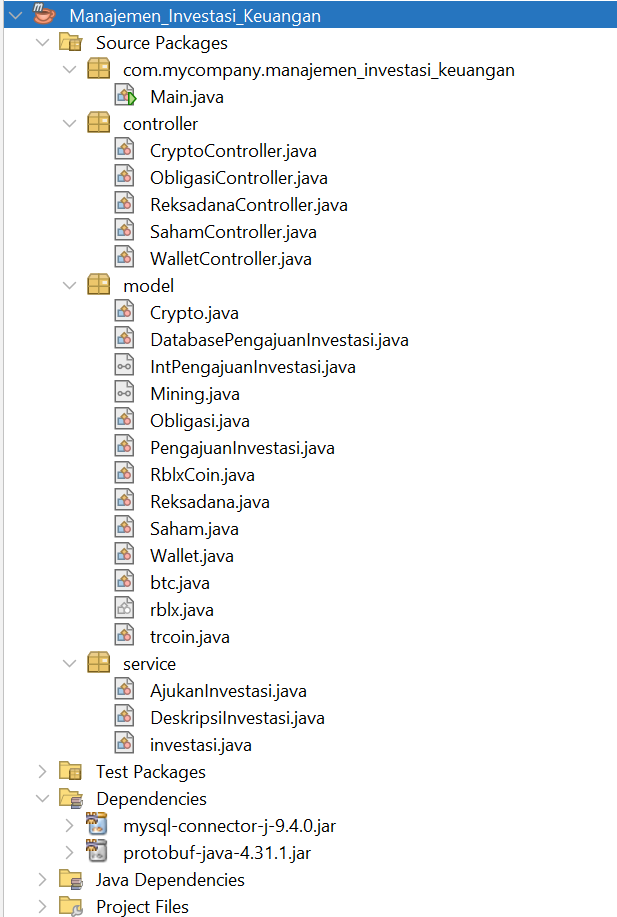 Manajemen_Investasi_Keuangan
Source Packages
com.mycompany.manajemen_investasi_keuangan
Main.java
controller
CryptoController.java
ObligasiController.java
ReksadanaController.java
SahamController.java
WalletController.java
model
Crypto.java
DatabasePengajuanInvestasi.java
IntPengajuanInvestasi.java
Mining.java
Obligasi.java
PengajuanInvestasi.java
RblxCoin.java
Reksadana.java
Saham.java
Wallet.java
btc.java
rblx.java
trcoin.java
service
AjukanInvestasi.java
DeskripsiInvestasi.java
investasi.java
Test Packages
Dependencies
mysql-connector-j-9.4.0.jar
protobuf-java-4.31.1.jar
Java Dependencies
Project Files